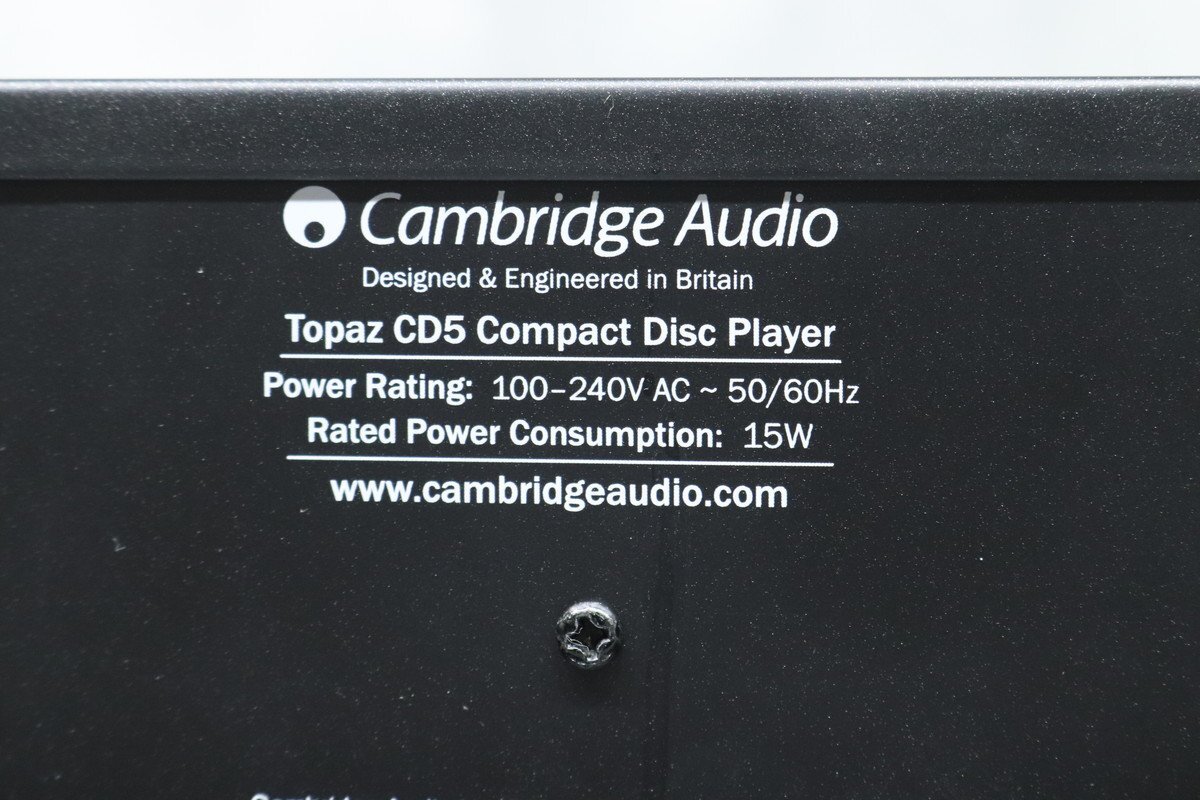 Cambridge Audio
Designed & Engineered in Britain
Topaz CD5 Compact Disc Player
Power Rating: 100–240V AC ~ 50/60Hz
Rated Power Consumption: 15W
www.cambridgeaudio.com